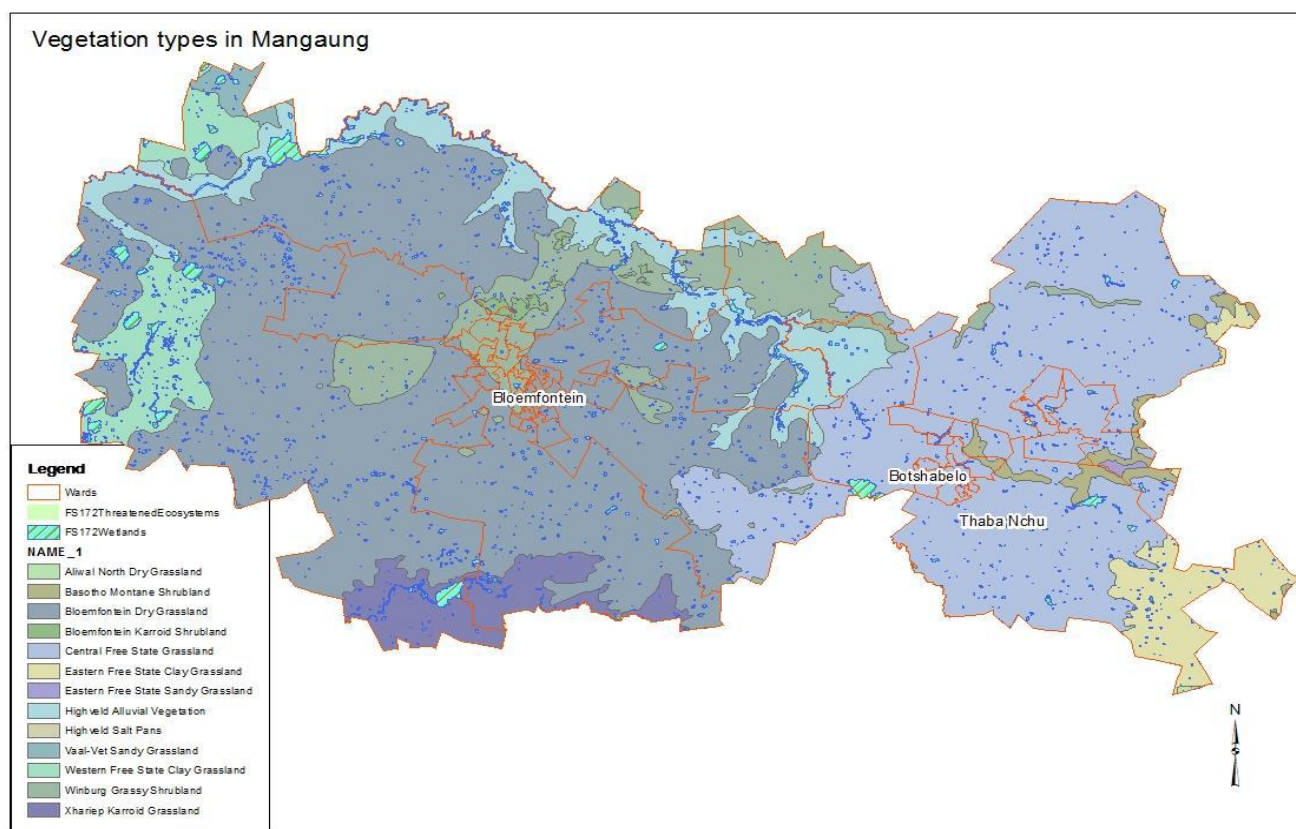 Vegetation types in Mangaung
Bloemfontein
Botshabelo
Thaba Nchu
Legend
Wards
FS172ThreatenedEcosystems
FS172Wetlands
NAME_1
Aliwal North Dry Grassland
Basotho Montane Shrubland
Bloemfontein Dry Grassland
Bloemfontein Karroid Shrubland
Central Free State Grassland
Eastern Free State Clay Grassland
Eastern Free State Sandy Grassland
Highveld Alluvial Vegetation
Highveld Salt Pans
Vaal-Vet Sandy Grassland
Western Free State Clay Grassland
Winburg Grassy Shrubland
Xhariep Karroid Grassland
N